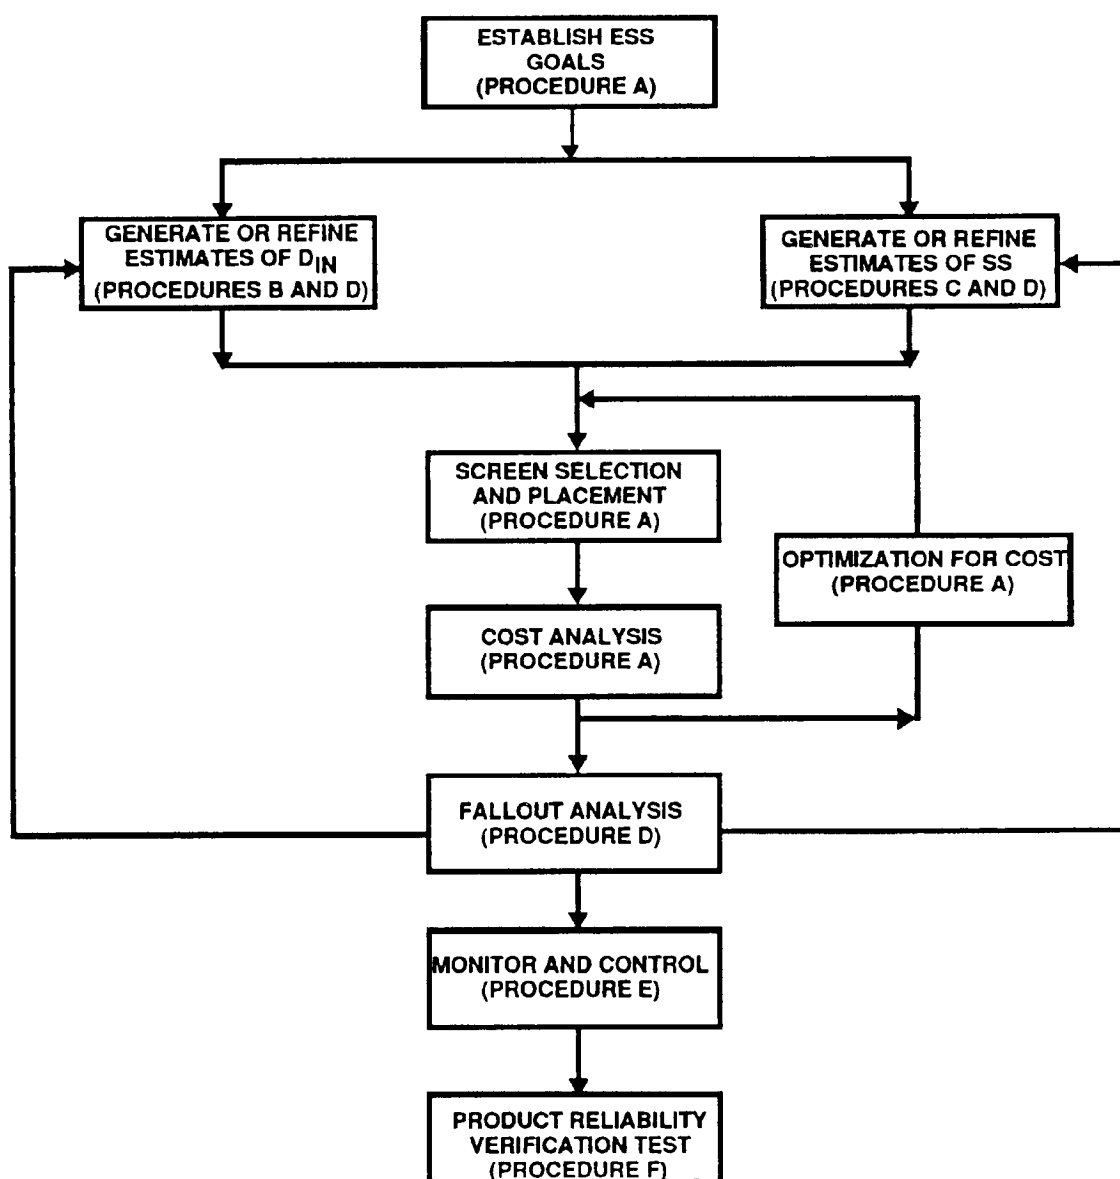 ESTABLISH ESS
GOALS
(PROCEDURE A)
GENERATE OR REFINE
ESTIMATES OF D_IN
(PROCEDURES B AND D)
GENERATE OR REFINE
ESTIMATES OF SS
(PROCEDURES C AND D)
SCREEN SELECTION
AND PLACEMENT
(PROCEDURE A)
OPTIMIZATION FOR COST
(PROCEDURE A)
COST ANALYSIS
(PROCEDURE A)
FALLOUT ANALYSIS
(PROCEDURE D)
MONITOR AND CONTROL
(PROCEDURE E)
PRODUCT RELIABILITY
VERIFICATION TEST
(PROCEDURE F)